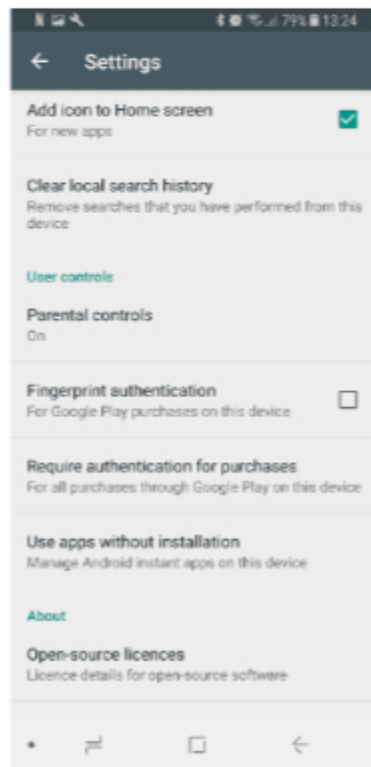 79% 13:24
Settings
Add icon to Home screen
For new apps
Clear local search history
Remove searches that you have performed from this
device
User controls
Parental controls
On
Fingerprint authentication
For Google Play purchases on this device
Require authentication for purchases
For all purchases through Google Play on this device
Use apps without installation
Manage Android instant apps on this device
About
Open-source licences
Licence details for open-source software